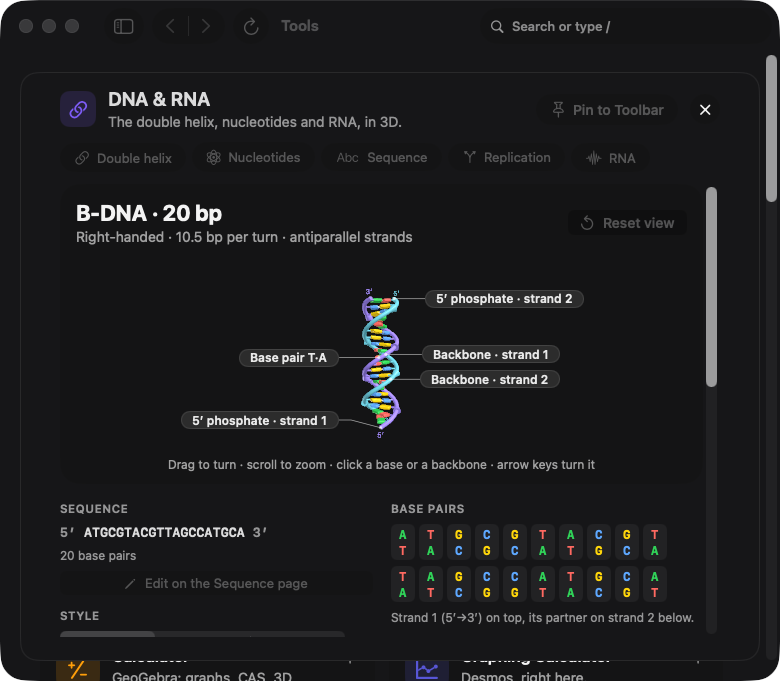 Tools
Search or type /
DNA & RNA
The double helix, nucleotides and RNA, in 3D.
Pin to Toolbar
Double helix
Nucleotides
Abc Sequence
Replication
RNA
B-DNA · 20 bp
Right-handed · 10.5 bp per turn · antiparallel strands
Reset view
3′ 5′
5′ phosphate · strand 2
Base pair T·A
Backbone · strand 1
Backbone · strand 2
5′ phosphate · strand 1
5′
Drag to turn · scroll to zoom · click a base or a backbone · arrow keys turn it
SEQUENCE
5′ ATGCGTACGTTAGCCATGCA 3′
20 base pairs
Edit on the Sequence page
STYLE
BASE PAIRS
A T G C G T A C G T
T A C G C A T G C A
T A G C C A T G C A
A T C G G T A C G T
Strand 1 (5′→3′) on top, its partner on strand 2 below.
Calculator
GeoGebra: graphs, CAS, 3D
Graphing Calculator
Desmos, right here